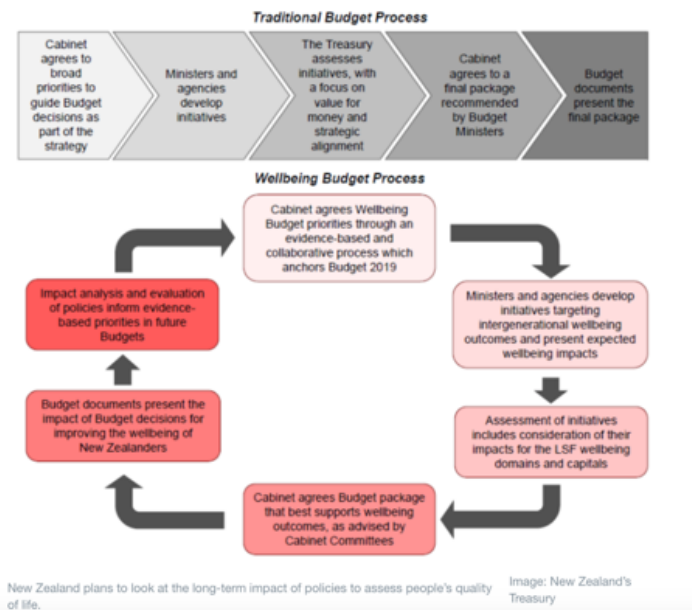 Traditional Budget Process
Cabinet
agrees to
broad
priorities to
guide Budget
decisions as
part of the
strategy
Ministers and
agencies
develop
initiatives
The Treasury
assesses
initiatives, with
a focus on
value for
money and
strategic
alignment
Cabinet
agrees to a
final package
recommended
by Budget
Ministers
Budget
documents
present the
final package
Wellbeing Budget Process
Cabinet agrees Wellbeing
Budget priorities through an
evidence-based and
collaborative process which
anchors Budget 2019
Ministers and agencies develop
initiatives targeting
intergenerational wellbeing
outcomes and present expected
wellbeing impacts
Assessment of initiatives
includes consideration of their
impacts for the LSF wellbeing
domains and capitals
Cabinet agrees Budget package
that best supports wellbeing
outcomes, as advised by
Cabinet Committees
Budget documents present the
impact of Budget decisions for
improving the wellbeing of
New Zealanders
Impact analysis and evaluation
of policies inform evidence-
based priorities in future
Budgets
New Zealand plans to look at the long-term impact of policies to assess people's quality
of life.
Image: New Zealand's
Treasury